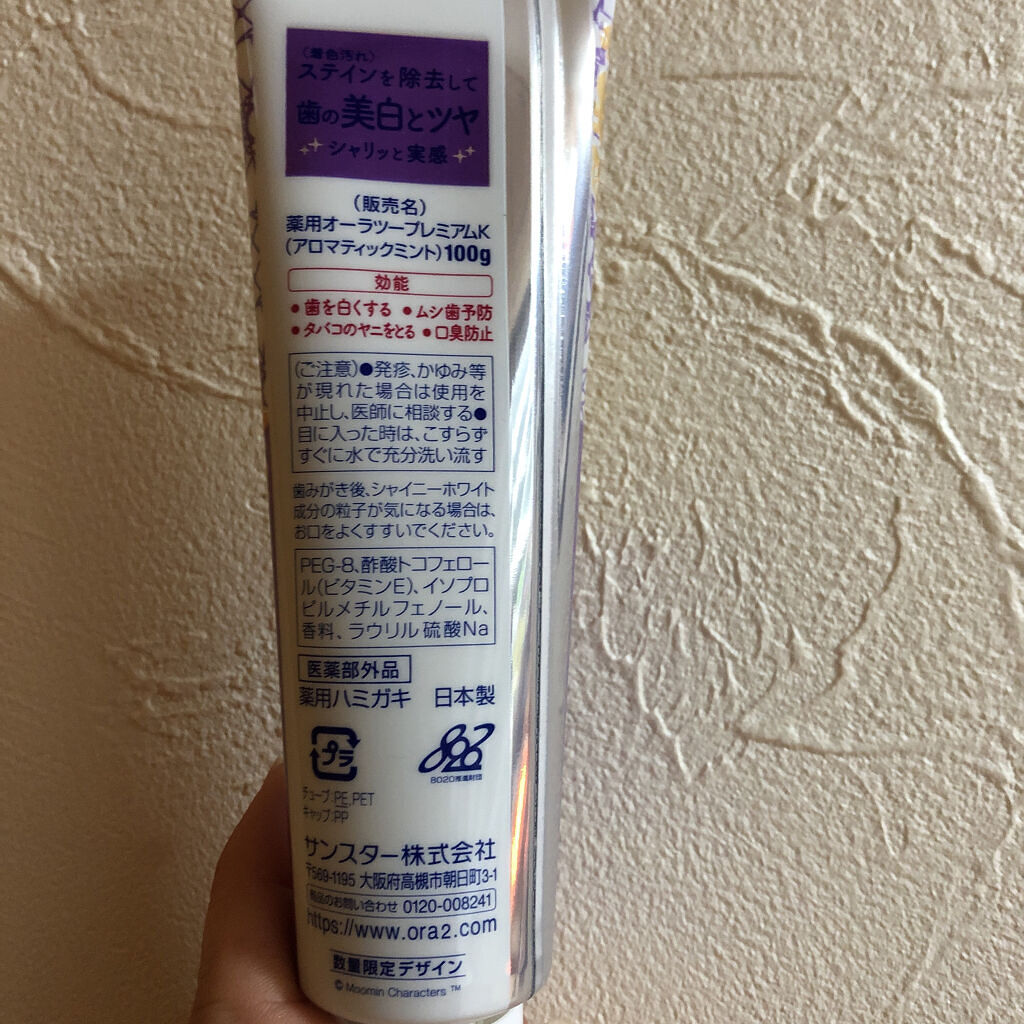 (着色汚れ)
ステインを除去して
歯の美白とツヤ
シャリッと実感
(販売名)
薬用オーラツープレミアムK
(アロマティックミント)100g
効能
●歯を白くする ●ムシ歯予防
●タバコのヤニをとる ●口臭防止
(ご注意)●発疹、かゆみ等
が現れた場合は使用を
中止し、医師に相談する●
目に入った時は、こすらず
すぐに水で充分洗い流す
歯みがき後、シャイニーホワイト
成分の粒子が気になる場合は、
お口をよくすすいでください。
PEG-8、酢酸トコフェロー
ル(ビタミンE)、イソプロ
ピルメチルフェノール、
香料、ラウリル硫酸Na
医薬部外品
薬用ハミガキ 日本製
プラ
8020
8020推進財団
チューブ:PE,PET
キャップ:PP
サンスター株式会社
〒569-1195 大阪府高槻市朝日町3-1
商品のお問い合わせ 0120-008241
https://www.ora2.com
数量限定デザイン
© Moomin Characters ™